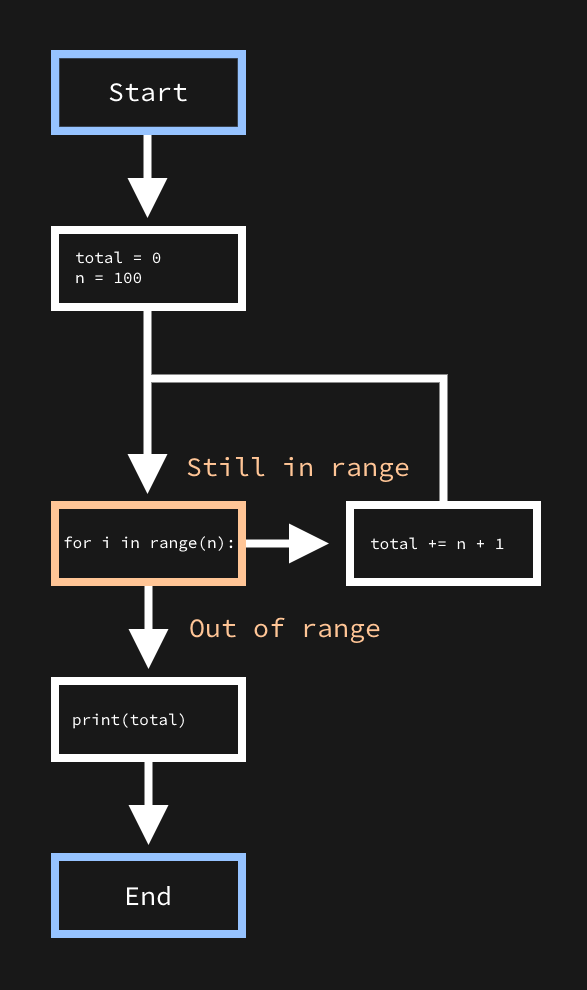 Start
total = 0
n = 100
Still in range
for i in range(n):
total += n + 1
Out of range
print(total)
End